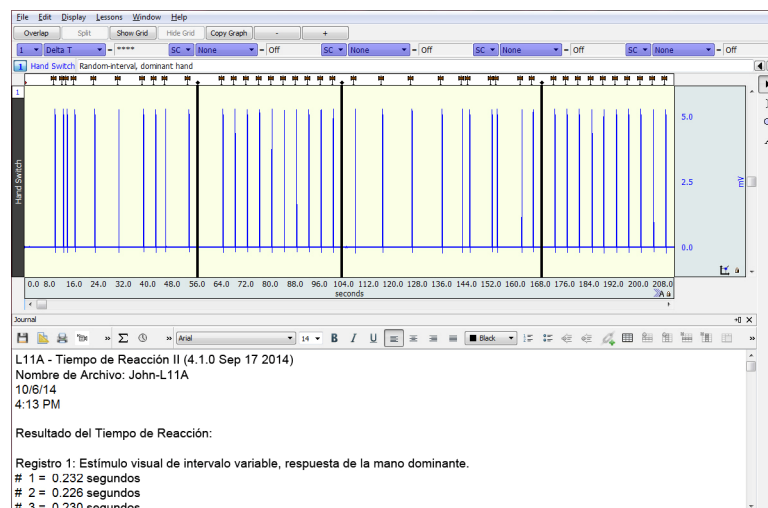 File Edit Display Lessons Window Help
Overlap Split Show Grid Hide Grid Copy Graph - +
1 Delta T = **** SC None = Off SC None = Off SC None = Off SC None = Off
1 Hand Switch Random-interval, dominant hand
1
Hand Switch
5.0
2.5
0.0
mV
0.0 8.0 16.0 24.0 32.0 40.0 48.0 56.0 64.0 72.0 80.0 88.0 96.0 104.0 112.0 120.0 128.0 136.0 144.0 152.0 160.0 168.0 176.0 184.0 192.0 200.0 208.0
seconds
Journal
» Σ » Arial 14 B I U Black »
L11A - Tiempo de Reacción II (4.1.0 Sep 17 2014)
Nombre de Archivo: John-L11A
10/6/14
4:13 PM
Resultado del Tiempo de Reacción:
Registro 1: Estímulo visual de intervalo variable, respuesta de la mano dominante.
# 1 = 0.232 segundos
# 2 = 0.226 segundos
# 3 = 0.230 segundos